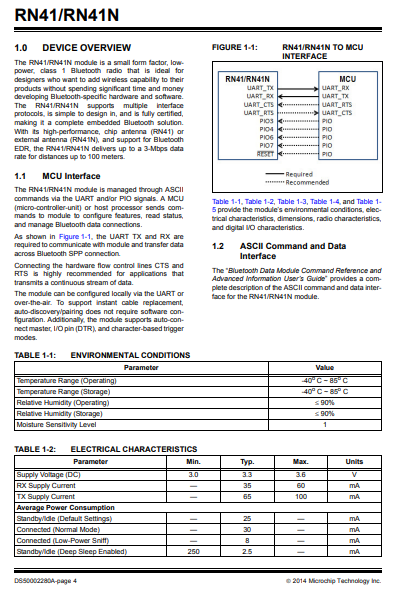 RN41/RN41N
1.0 DEVICE OVERVIEW
The RN41/RN41N module is a small form factor, low-
power, class 1 Bluetooth radio that is ideal for
designers who want to add wireless capability to their
products without spending significant time and money
developing Bluetooth-specific hardware and software.
The RN41/RN41N supports multiple interface
protocols, is simple to design in, and is fully certified,
making it a complete embedded Bluetooth solution.
With its high-performance, chip antenna (RN41) or
external antenna (RN41N), and support for Bluetooth
EDR, the RN41/RN41N delivers up to a 3-Mbps data
rate for distances up to 100 meters.
1.1 MCU Interface
The RN41/RN41N module is managed through ASCII
commands via the UART and/or PIO signals. A MCU
(micro-controller-unit) or host processor sends com-
mands to module to configure features, read status,
and manage Bluetooth data connections.
As shown in Figure 1-1, the UART TX and RX are
required to communicate with module and transfer data
across Bluetooth SPP connection.
Connecting the hardware flow control lines CTS and
RTS is highly recommended for applications that
transmits a continuous stream of data.
The module can be configured locally via the UART or
over-the-air. To support instant cable replacement,
auto-discovery/pairing does not require software con-
figuration. Additionally, the module supports auto-con-
nect master, I/O pin (DTR), and character-based trigger
modes.
FIGURE 1-1: RN41/RN41N TO MCU
INTERFACE
RN41/RN41N MCU
UART_TX UART_RX
UART_RX UART_TX
UART_CTS UART_RTS
UART_RTS UART_CTS
PIO3 PIO
PIO4 PIO
PIO6 PIO
PIO7 PIO
RESET PIO
Required
Recommended
Table 1-1, Table 1-2, Table 1-3, Table 1-4, and Table 1-
5 provide the module's environmental conditions, elec-
trical characteristics, dimensions, radio characteristics,
and digital I/O characteristics.
1.2 ASCII Command and Data
Interface
The "Bluetooth Data Module Command Reference and
Advanced Information User's Guide" provides a com-
plete description of the ASCII command and data inter-
face for the RN41/RN41N module.
TABLE 1-1: ENVIRONMENTAL CONDITIONS
Parameter Value
Temperature Range (Operating) -40° C ~ 85° C
Temperature Range (Storage) -40° C ~ 85° C
Relative Humidity (Operating) ≤ 90%
Relative Humidity (Storage) ≤ 90%
Moisture Sensitivity Level 1
TABLE 1-2: ELECTRICAL CHARACTERISTICS
Parameter Min. Typ. Max. Units
Supply Voltage (DC) 3.0 3.3 3.6 V
RX Supply Current — 35 60 mA
TX Supply Current — 65 100 mA
Average Power Consumption
Standby/Idle (Default Settings) — 25 — mA
Connected (Normal Mode) — 30 — mA
Connected (Low-Power Sniff) — 8 — mA
Standby/Idle (Deep Sleep Enabled) 250 2.5 — mA
DS50002280A-page 4 © 2014 Microchip Technology Inc.